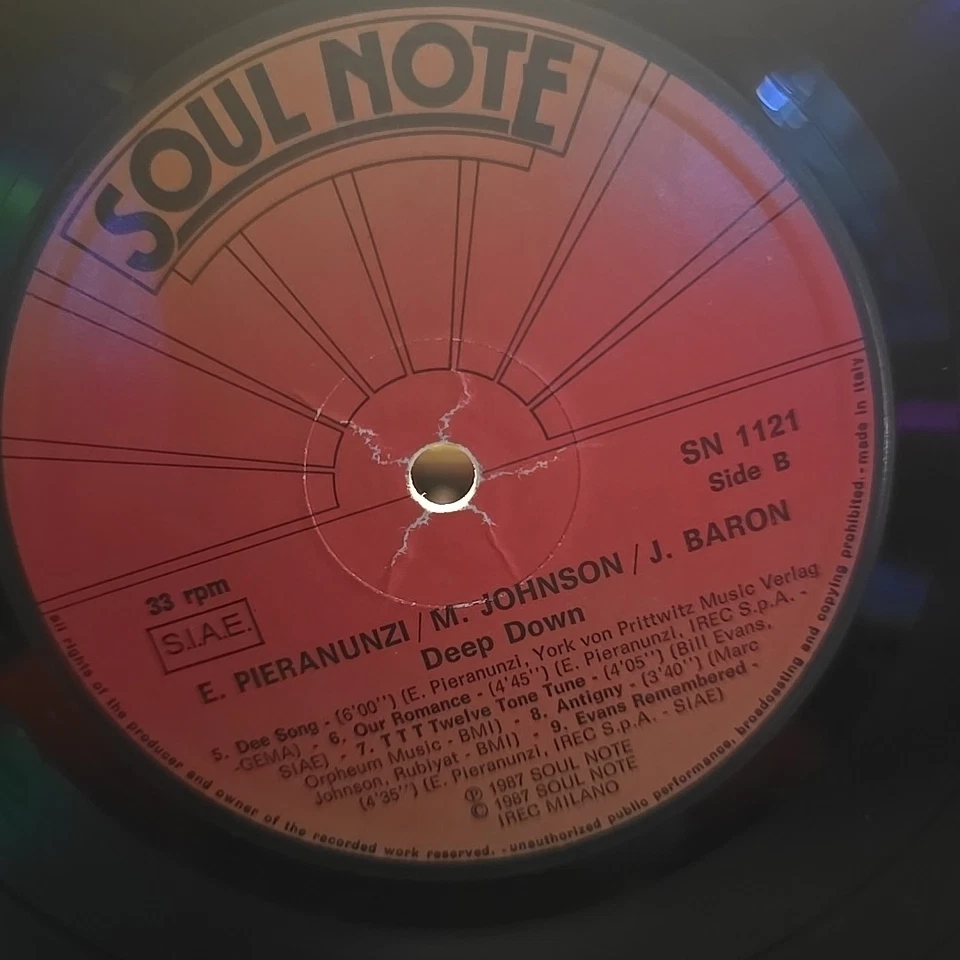 SOUL NOTE
SN 1121
Side B
33 rpm
S.I.A.E.
E. PIERANUNZI / M. JOHNSON / J. BARON
Deep Down
5. Dee Song - (6'00'') (E. Pieranunzi, York von Prittwitz Music Verlag
-GEMA) - 6. Our Romance - (4'45'') (E. Pieranunzi, IREC S.p.A. -
SIAE) - 7. T T T Twelve Tone Tune - (4'05'') (Bill Evans,
Orpheum Music - BMI) - 8. Antigny - (3'40'') (Marc
Johnson, Rubiyat - BMI) - 9. Evans Remembered -
(4'35'') (E. Pieranunzi, IREC S.p.A. - SIAE)
℗ 1987 SOUL NOTE
© 1987 SOUL NOTE
IREC MILANO
all rights of the producer and owner of the recorded work reserved. - unauthorized public performance, broadcasting and copying prohibited. - made in Italy